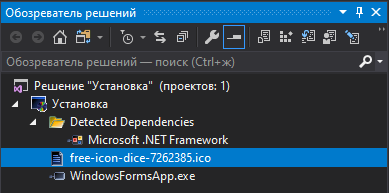 Обозреватель решений
Обозреватель решений — поиск (Ctrl+ж)
Решение "Установка" (проектов: 1)
Установка
Detected Dependencies
Microsoft .NET Framework
free-icon-dice-7262385.ico
WindowsFormsApp.exe